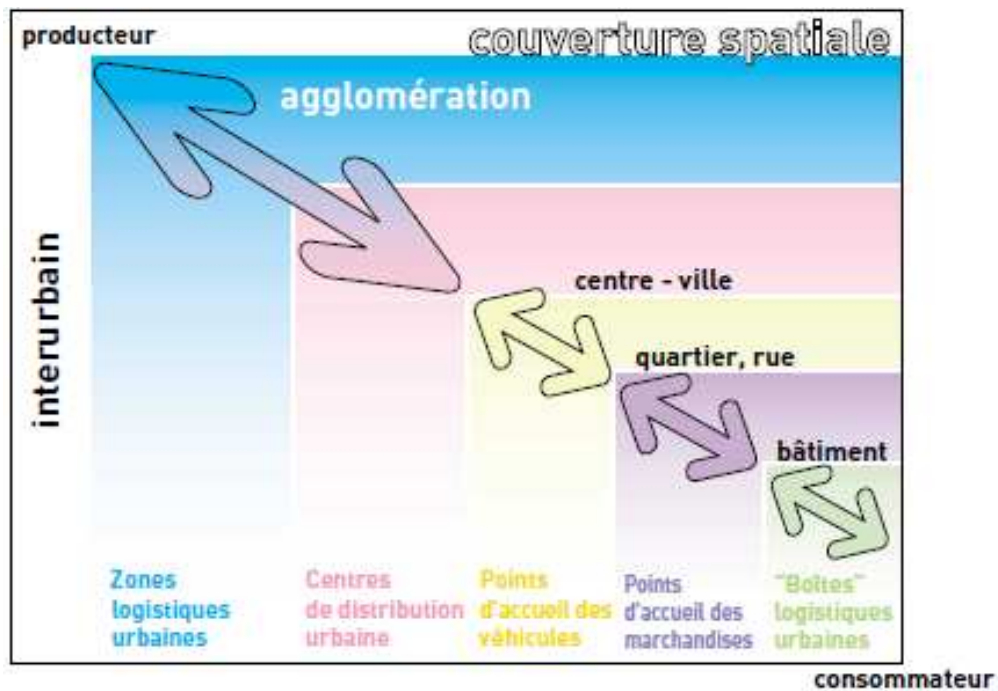 producteur
couverture spatiale
agglomération
interurbain
centre - ville
quartier, rue
bâtiment
Zones
logistiques
urbaines
Centres
de distribution
urbaine
Points
d'accueil des
véhicules
Points
d'accueil des
marchandises
"Boîtes"
logistiques
urbaines
consommateur